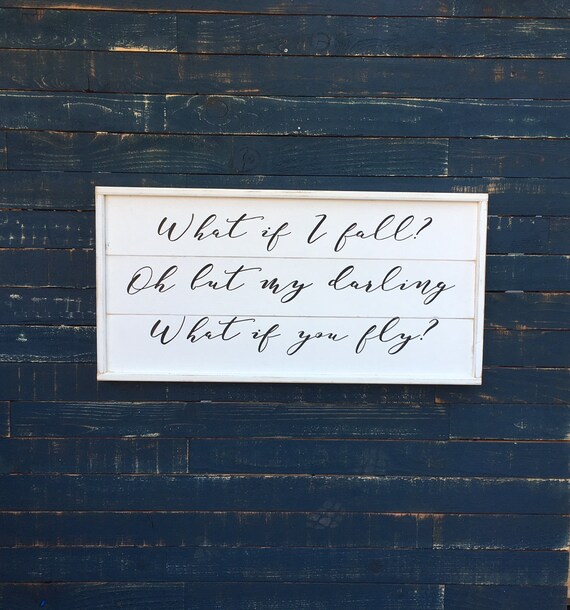 What if I fall?
Oh but my darling
What if you fly?